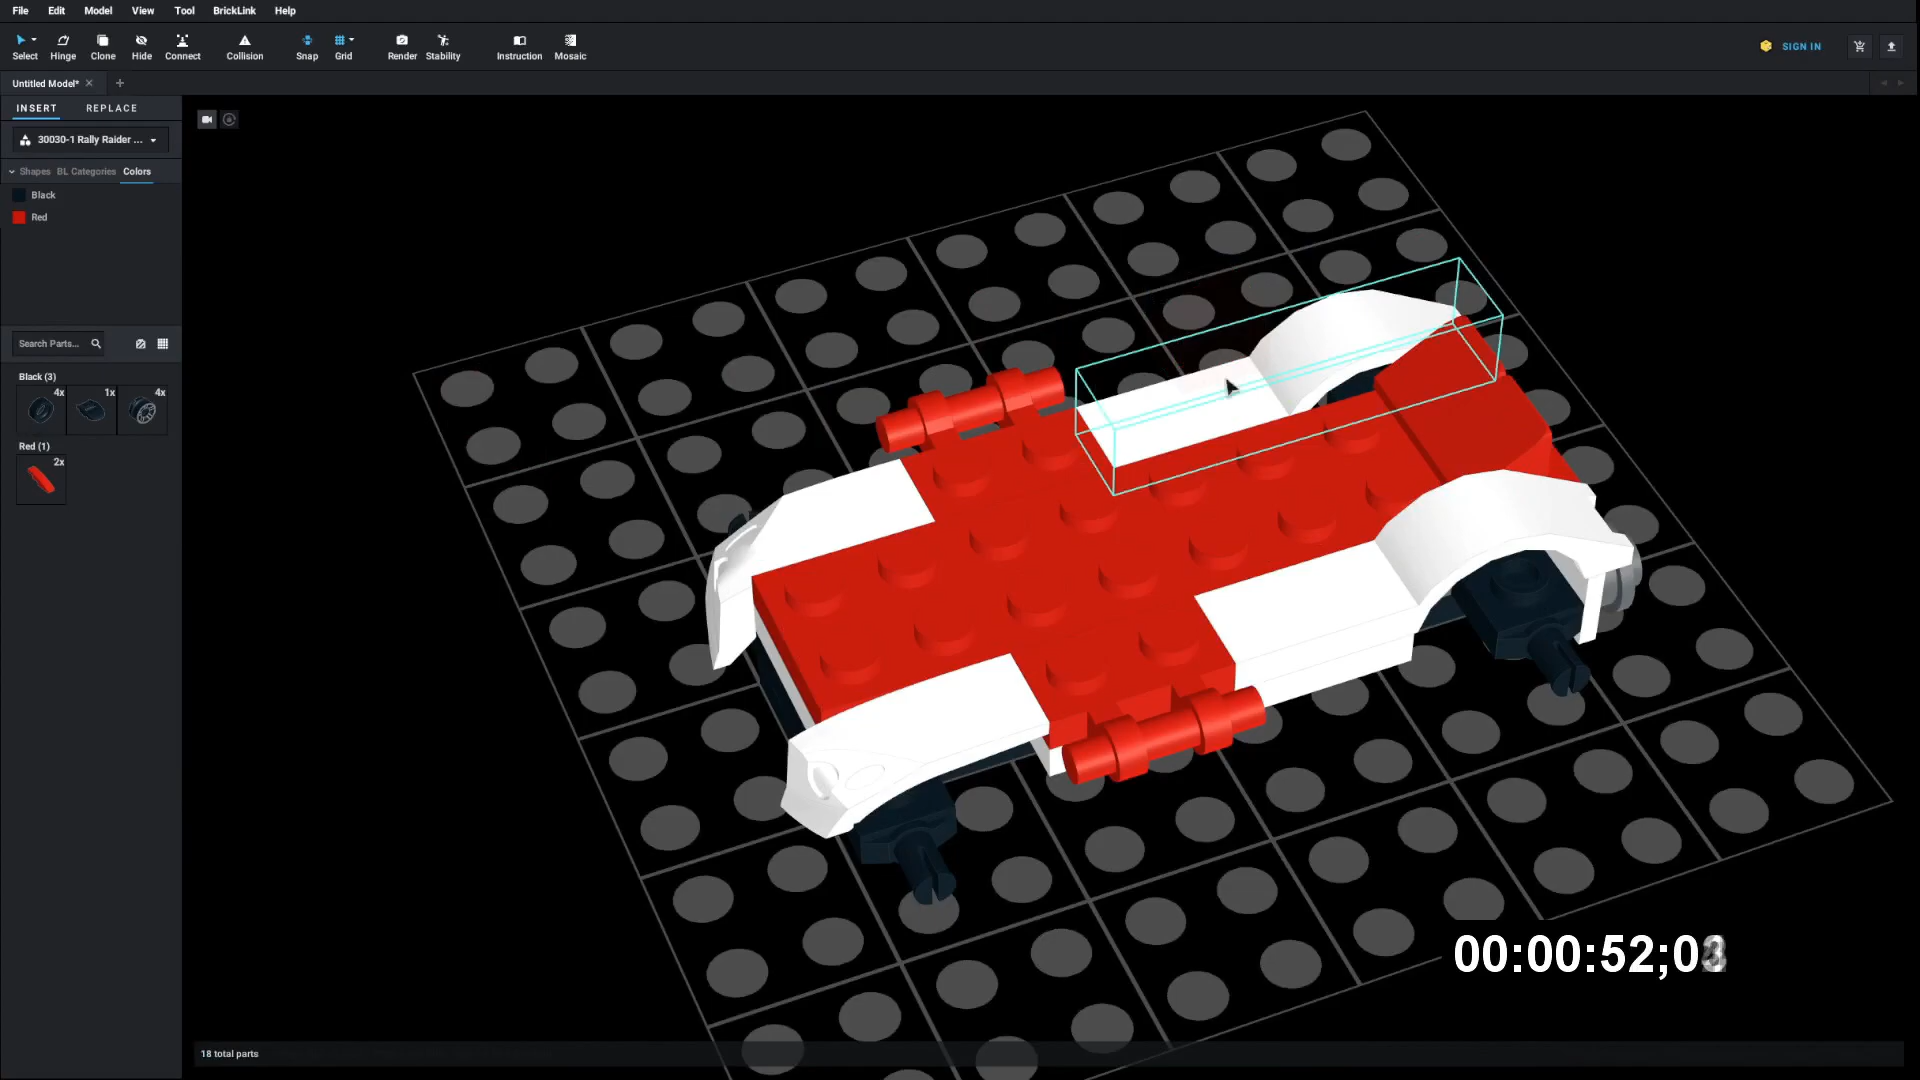 File Edit Model View Tool BrickLink Help
Select Hinge Clone Hide Connect Collision Snap Grid Render Stability Instruction Mosaic SIGN IN
Untitled Model*
INSERT REPLACE
30030-1 Rally Raider ...
Shapes BL Categories Colors
Black
Red
Search Parts...
Black (3)
4x 1x 4x
Red (1)
2x
00:00:52;0
18 total parts